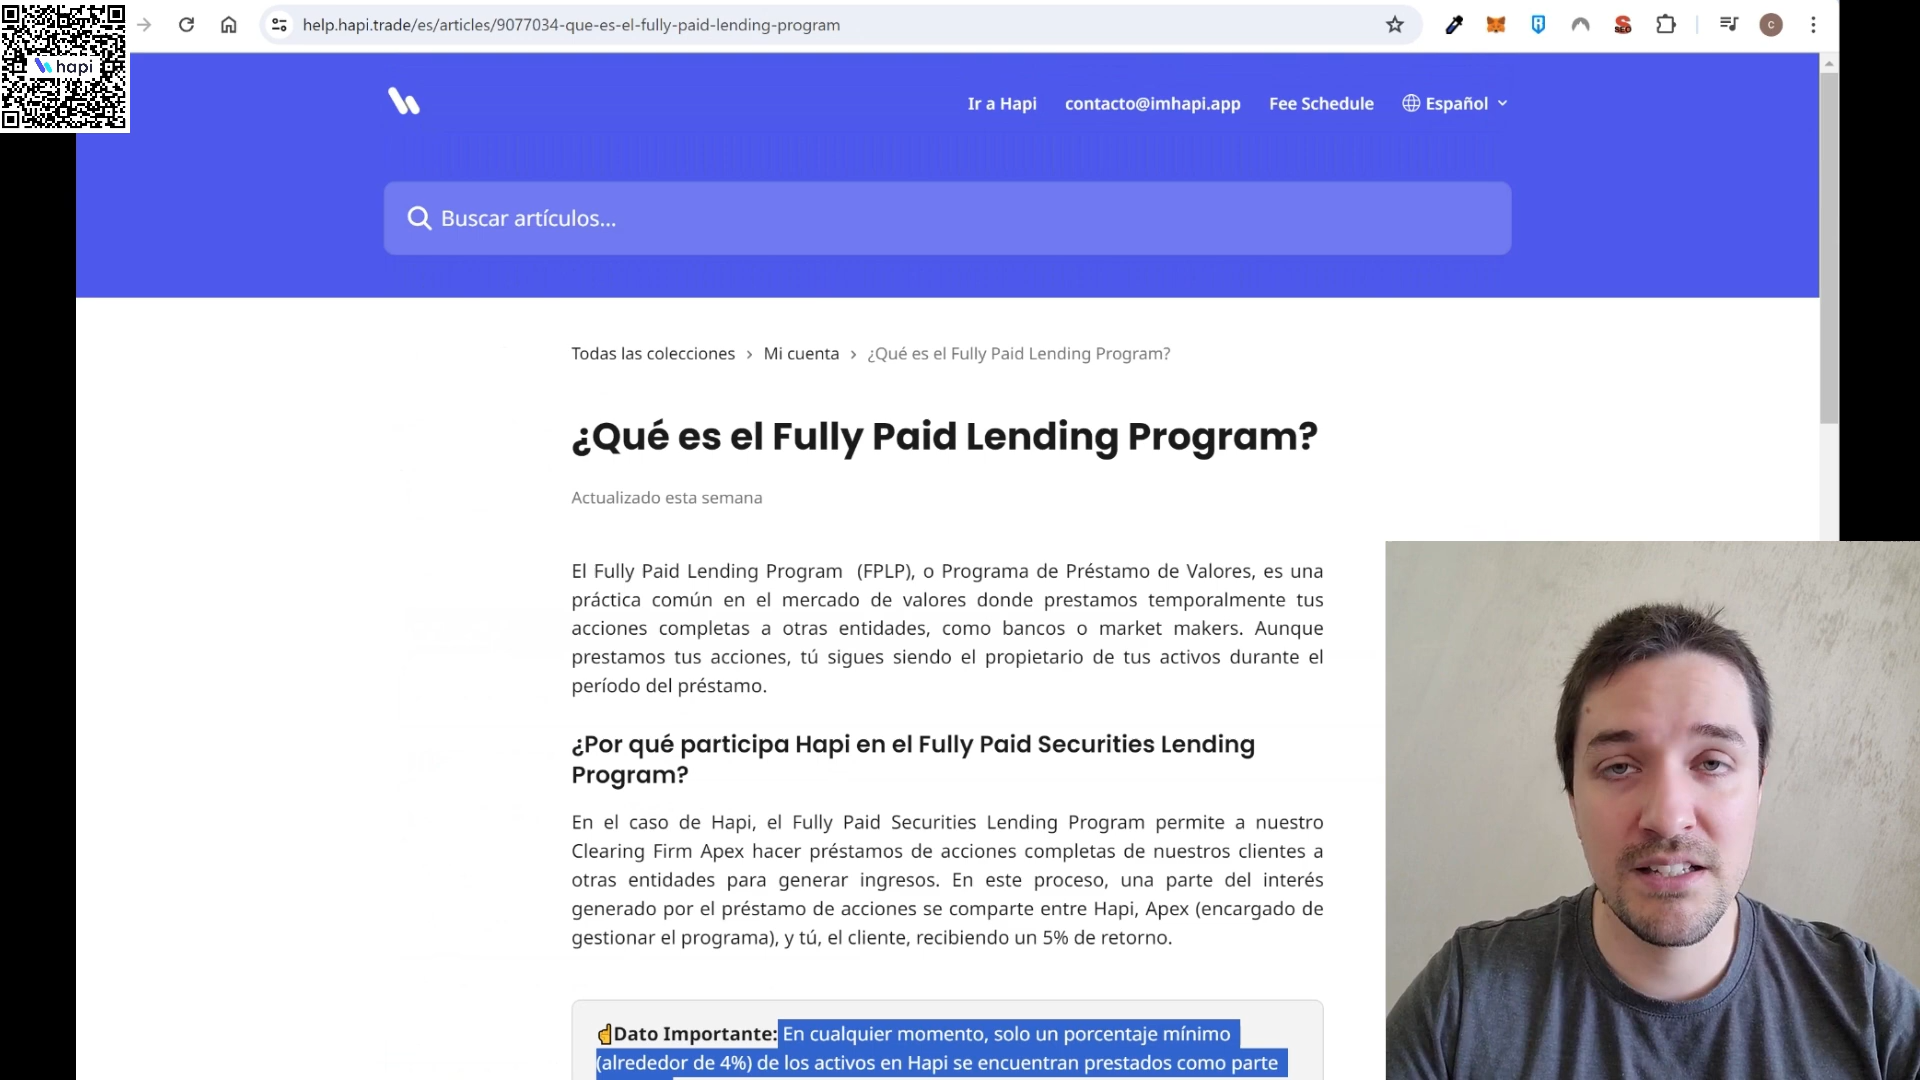 help.hapi.trade/es/articles/9077034-que-es-el-fully-paid-lending-program
hapi
Ir a Hapi
contacto@imhapi.app
Fee Schedule
Español
Buscar artículos...
Todas las colecciones > Mi cuenta > ¿Qué es el Fully Paid Lending Program?
¿Qué es el Fully Paid Lending Program?
Actualizado esta semana
El Fully Paid Lending Program (FPLP), o Programa de Préstamo de Valores, es una
práctica común en el mercado de valores donde prestamos temporalmente tus
acciones completas a otras entidades, como bancos o market makers. Aunque
prestamos tus acciones, tú sigues siendo el propietario de tus activos durante el
período del préstamo.
¿Por qué participa Hapi en el Fully Paid Securities Lending
Program?
En el caso de Hapi, el Fully Paid Securities Lending Program permite a nuestro
Clearing Firm Apex hacer préstamos de acciones completas de nuestros clientes a
otras entidades para generar ingresos. En este proceso, una parte del interés
generado por el préstamo de acciones se comparte entre Hapi, Apex (encargado de
gestionar el programa), y tú, el cliente, recibiendo un 5% de retorno.
☝Dato Importante: En cualquier momento, solo un porcentaje mínimo
(alrededor de 4%) de los activos en Hapi se encuentran prestados como parte